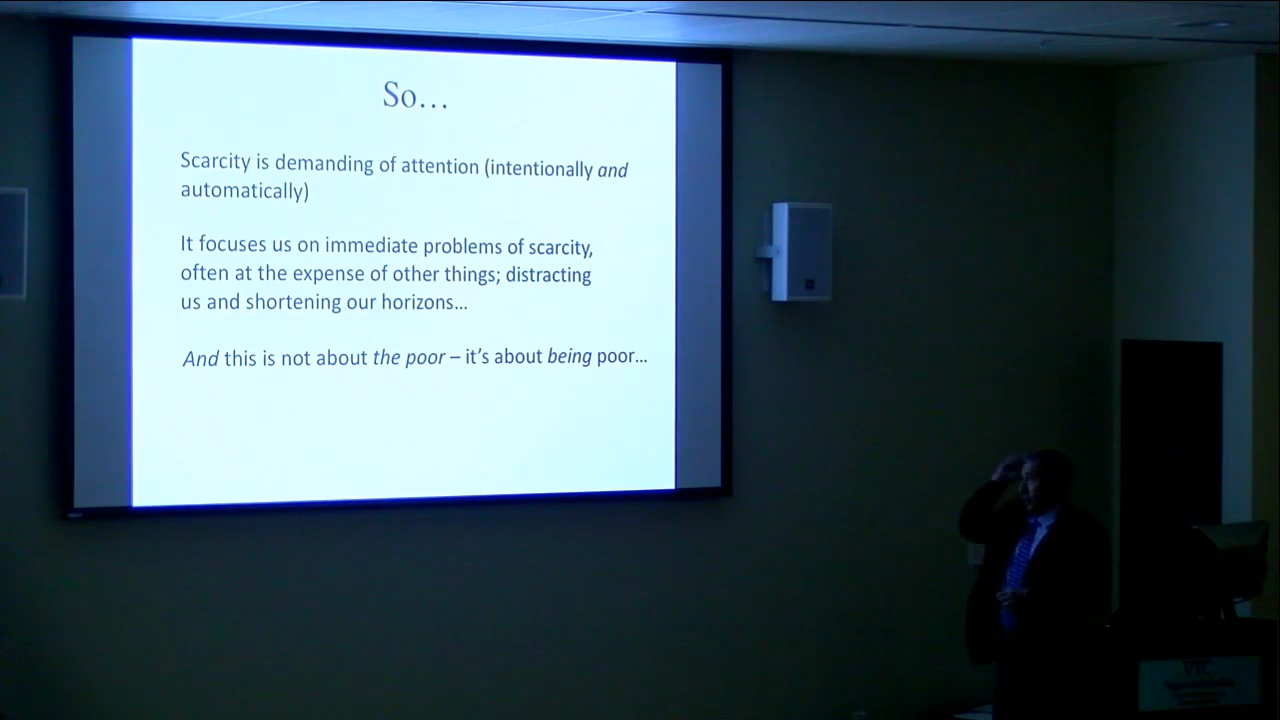 So…
Scarcity is demanding of attention (intentionally and
automatically)
It focuses us on immediate problems of scarcity,
often at the expense of other things; distracting
us and shortening our horizons…
And this is not about the poor – it’s about being poor…